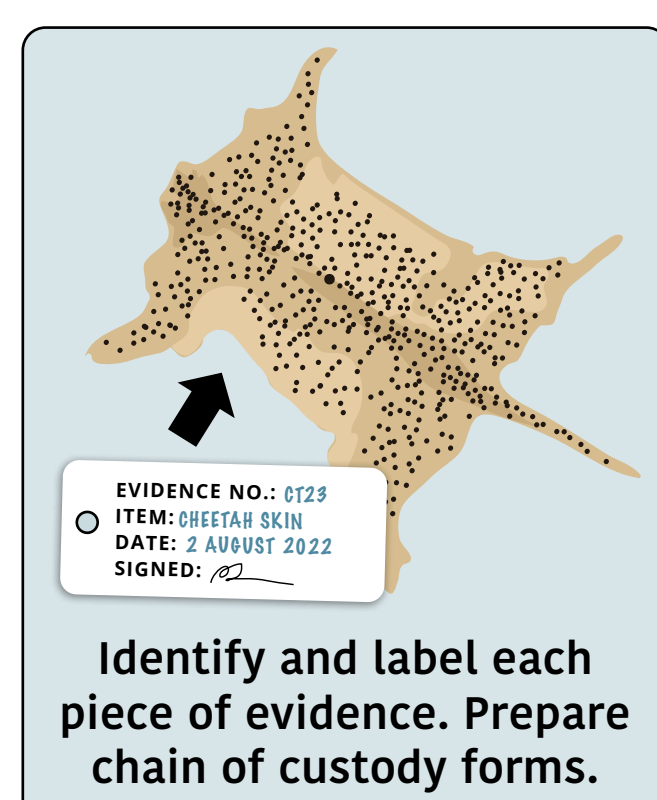 EVIDENCE NO.: CT23
ITEM: CHEETAH SKIN
DATE: 2 AUGUST 2022
SIGNED:
Identify and label each
piece of evidence. Prepare
chain of custody forms.